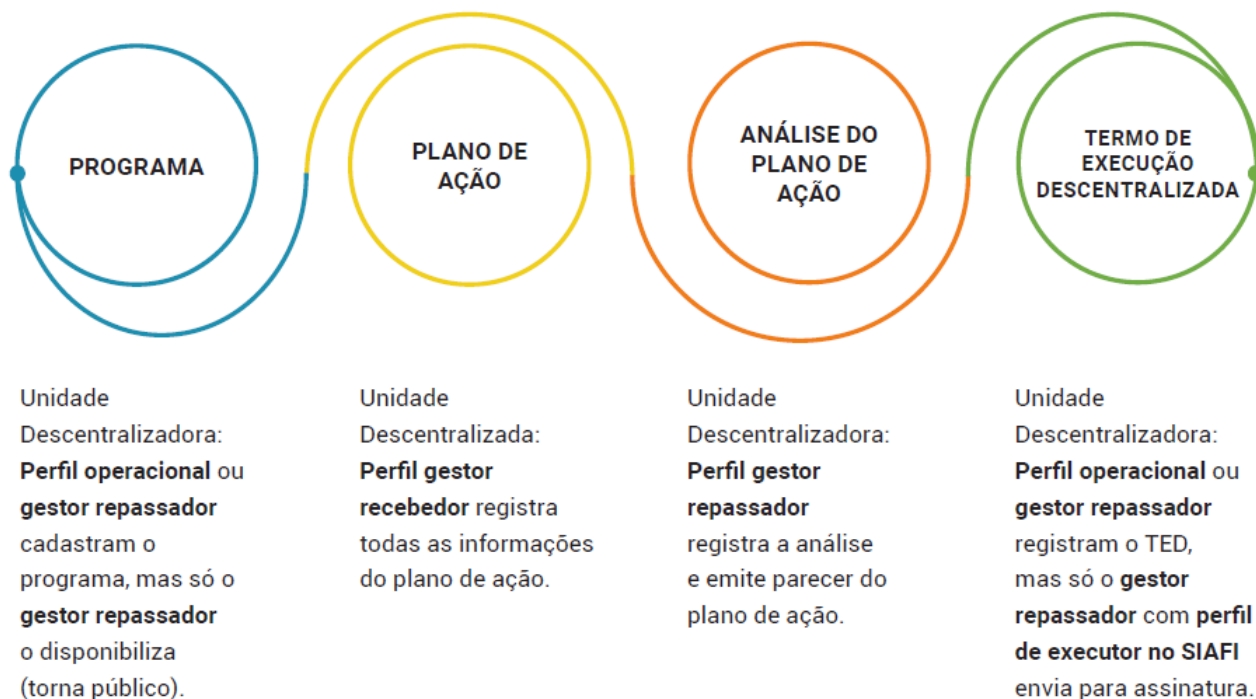 PROGRAMA
PLANO DE
AÇÃO
ANÁLISE DO
PLANO DE
AÇÃO
TERMO DE
EXECUÇÃO
DESCENTRALIZADA
Unidade
Descentralizadora:
Perfil operacional ou
gestor repassador
cadastram o
programa, mas só o
gestor repassador
o disponibiliza
(torna público).
Unidade
Descentralizada:
Perfil gestor
recebedor registra
todas as informações
do plano de ação.
Unidade
Descentralizadora:
Perfil gestor
repassador
registra a análise
e emite parecer do
plano de ação.
Unidade
Descentralizadora:
Perfil operacional ou
gestor repassador
registram o TED,
mas só o gestor
repassador com perfil
de executor no SIAFI
envia para assinatura.